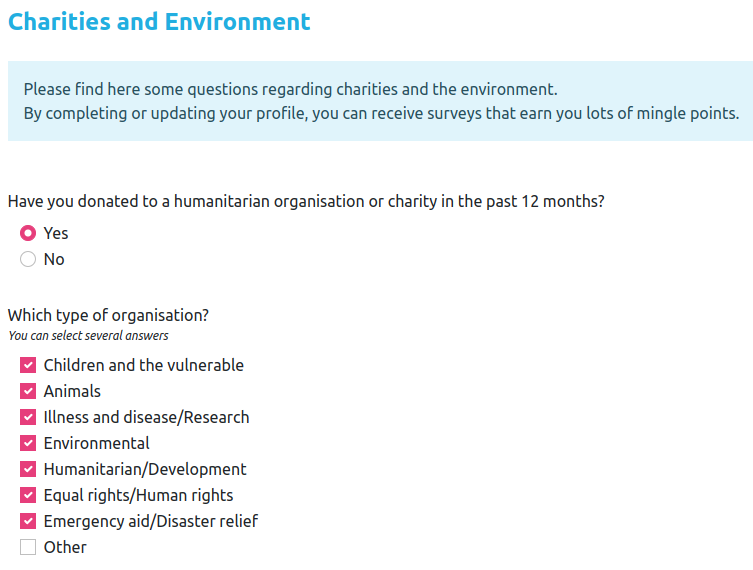 Charities and Environment
Please find here some questions regarding charities and the environment.
By completing or updating your profile, you can receive surveys that earn you lots of mingle points.
Have you donated to a humanitarian organisation or charity in the past 12 months?
Yes
No
Which type of organisation?
You can select several answers
Children and the vulnerable
Animals
Illness and disease/Research
Environmental
Humanitarian/Development
Equal rights/Human rights
Emergency aid/Disaster relief
Other